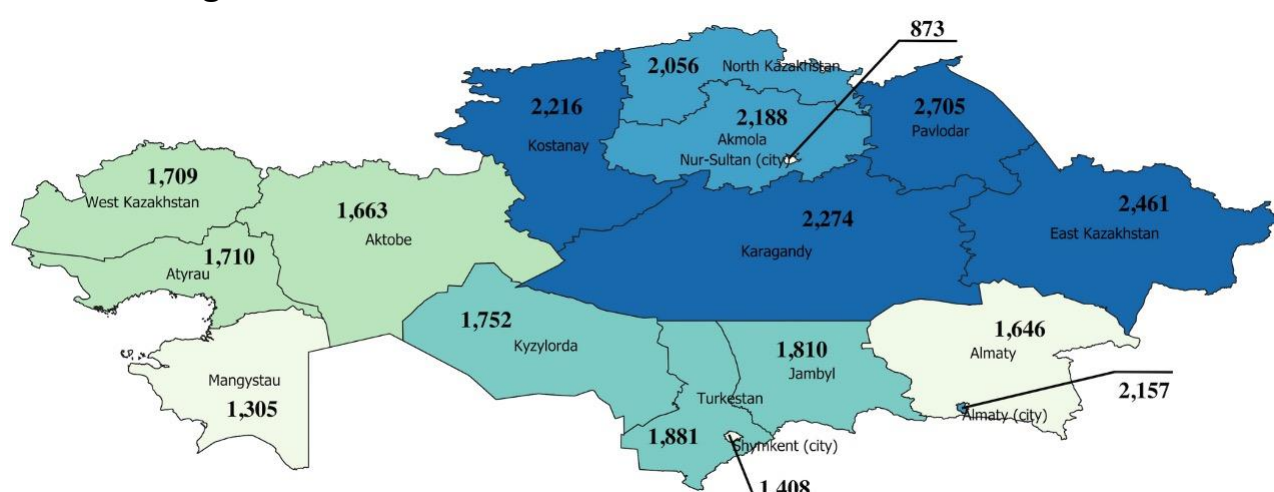 873
2,056 North Kazakhstan
2,216
Kostanay
2,188
Akmola
Nur-Sultan (city)
2,705
Pavlodar
1,709
West Kazakhstan
1,663
Aktobe
2,274
Karagandy
2,461
East Kazakhstan
1,710
Atyrau
1,752
Kyzylorda
1,810
Jambyl
1,646
Almaty
2,157
Almaty (city)
Mangystau
1,305
Turkestan
1,881
Shymkent (city)
1,408